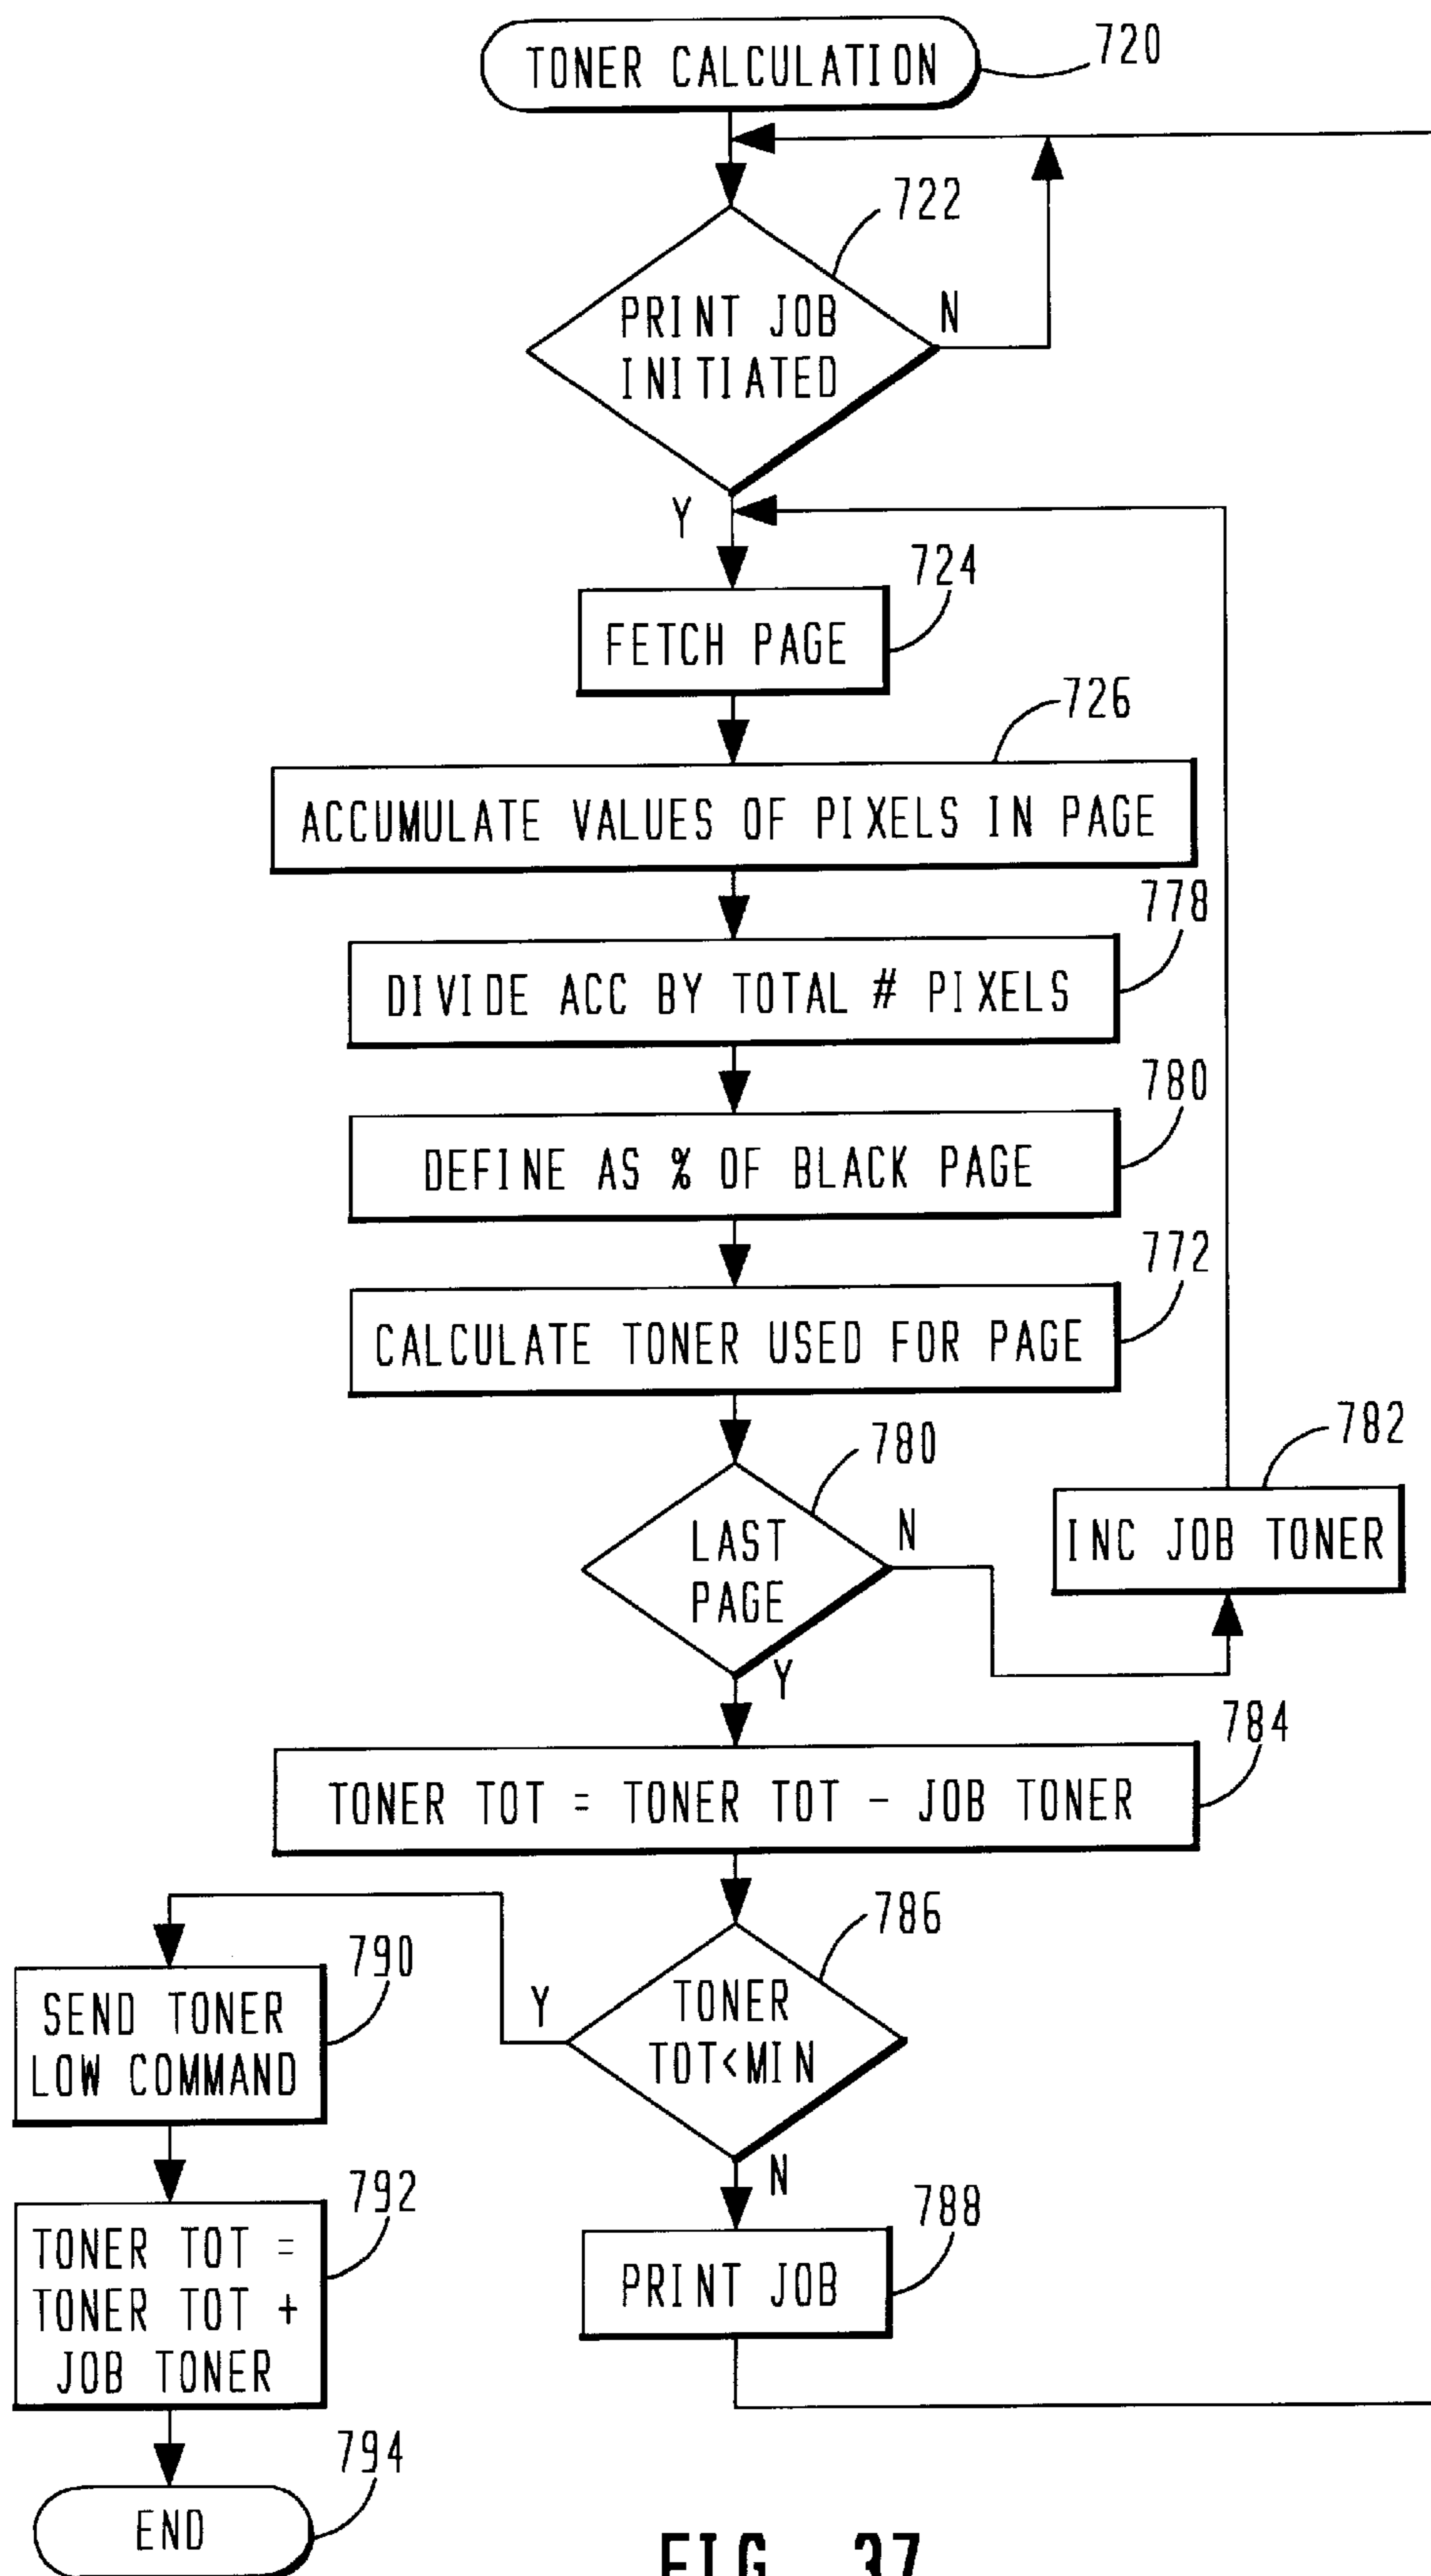 TONER CALCULATION
720
722
PRINT JOB
INITIATED
N
Y
724
FETCH PAGE
726
ACCUMULATE VALUES OF PIXELS IN PAGE
778
DIVIDE ACC BY TOTAL # PIXELS
780
DEFINE AS % OF BLACK PAGE
772
CALCULATE TONER USED FOR PAGE
780
LAST
PAGE
N
Y
782
INC JOB TONER
784
TONER TOT = TONER TOT - JOB TONER
786
TONER
TOT<MIN
Y
N
790
SEND TONER
LOW COMMAND
792
TONER TOT =
TONER TOT +
JOB TONER
788
PRINT JOB
794
END
FIG. 37